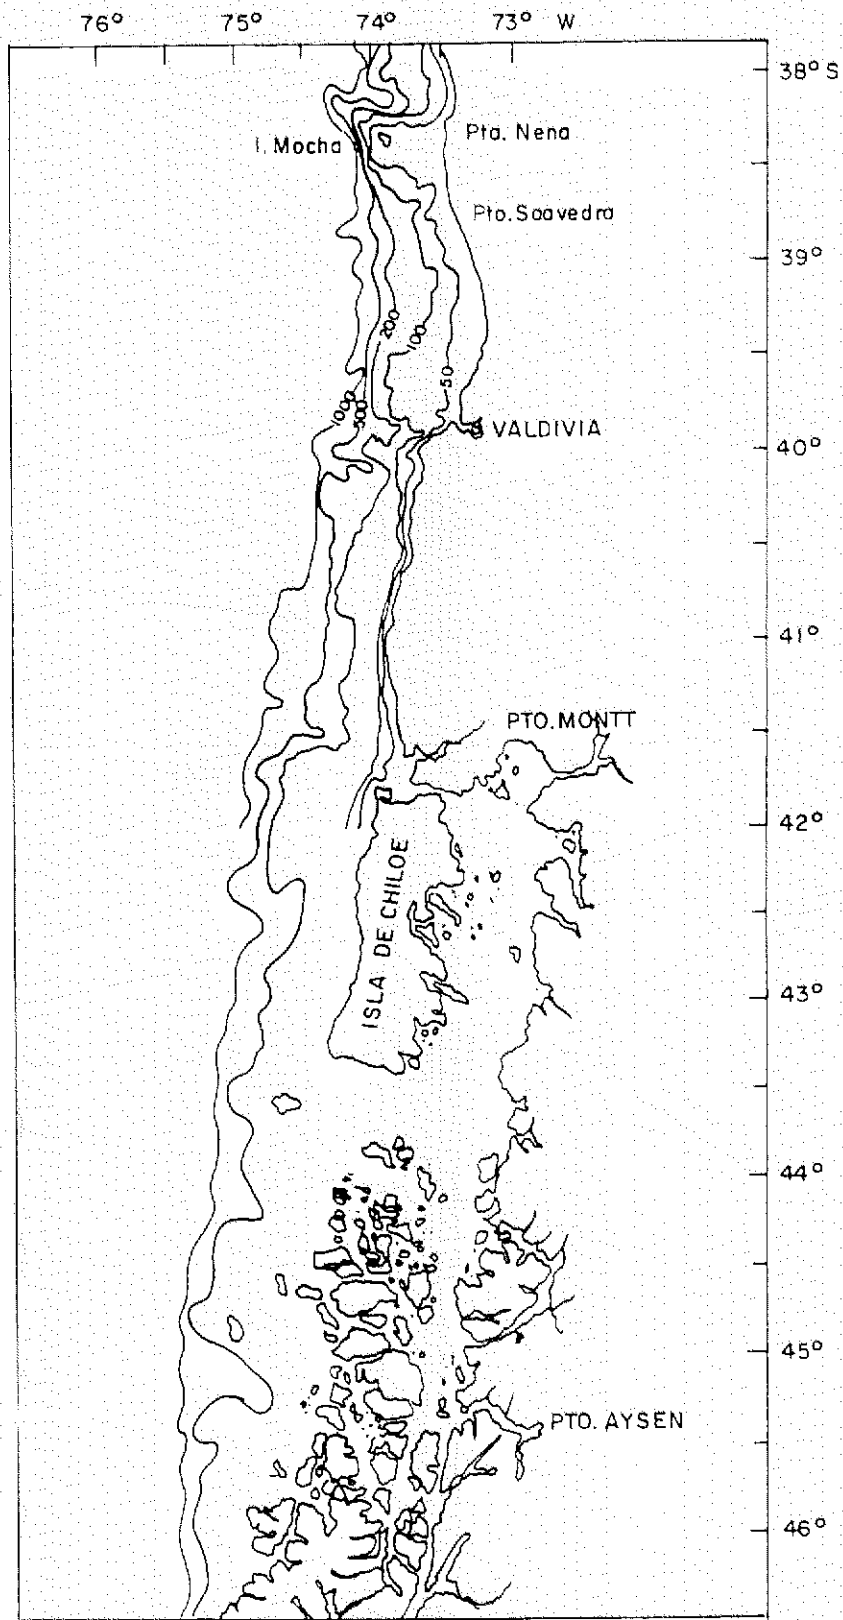 76° 75° 74° 73° W
38° S
I. Mocha
Pta. Nena
Pto. Saavedra
39°
200
100
50
1000
500
VALDIVIA
40°
41°
PTO. MONTT
42°
ISLA DE CHILOE
43°
44°
45°
PTO. AYSEN
46°